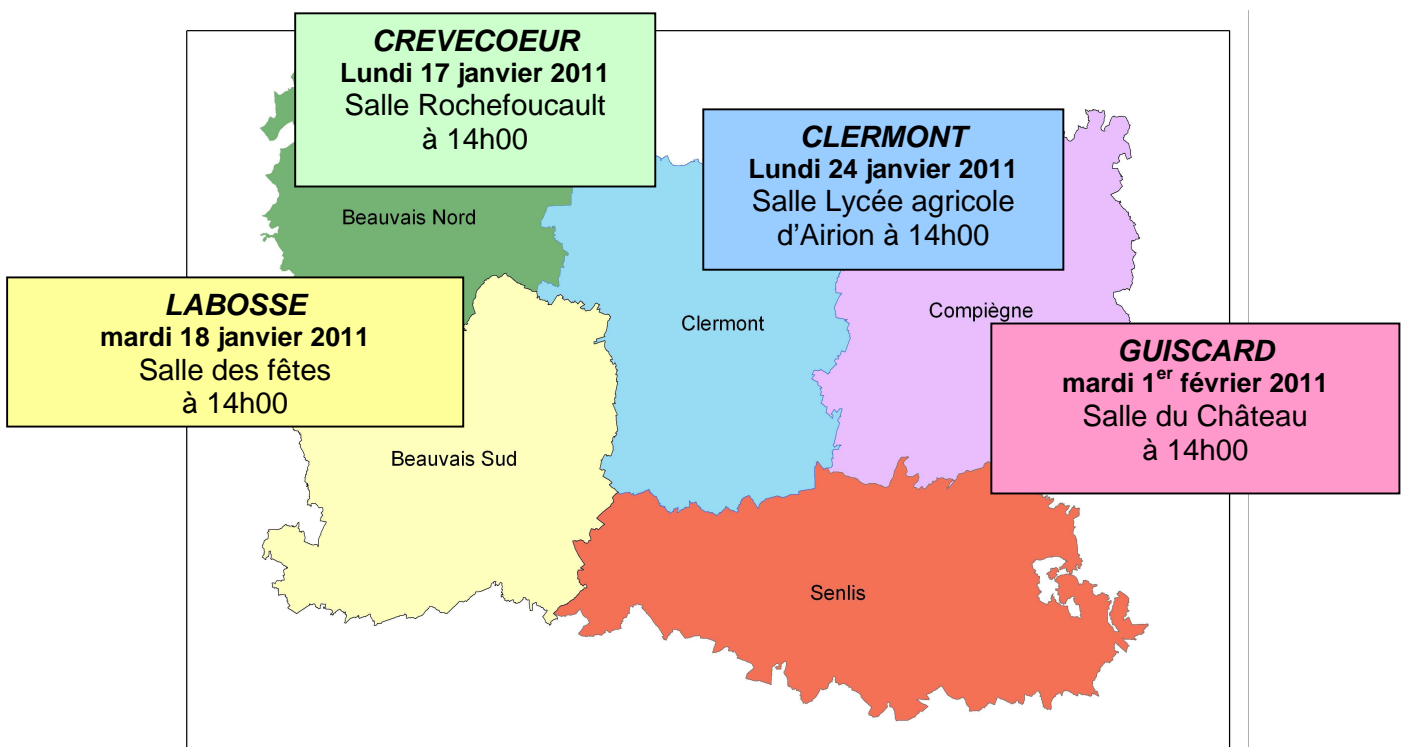 CREVECOEUR
Lundi 17 janvier 2011
Salle Rochefoucault
à 14h00
CLERMONT
Lundi 24 janvier 2011
Salle Lycée agricole
d'Airion à 14h00
Beauvais Nord
LABOSSE
mardi 18 janvier 2011
Salle des fêtes
à 14h00
Clermont
Compiègne
GUISCARD
mardi 1er février 2011
Salle du Château
à 14h00
Beauvais Sud
Senlis